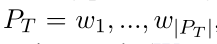 P_T = w_1, ..., w_{|P_T|},